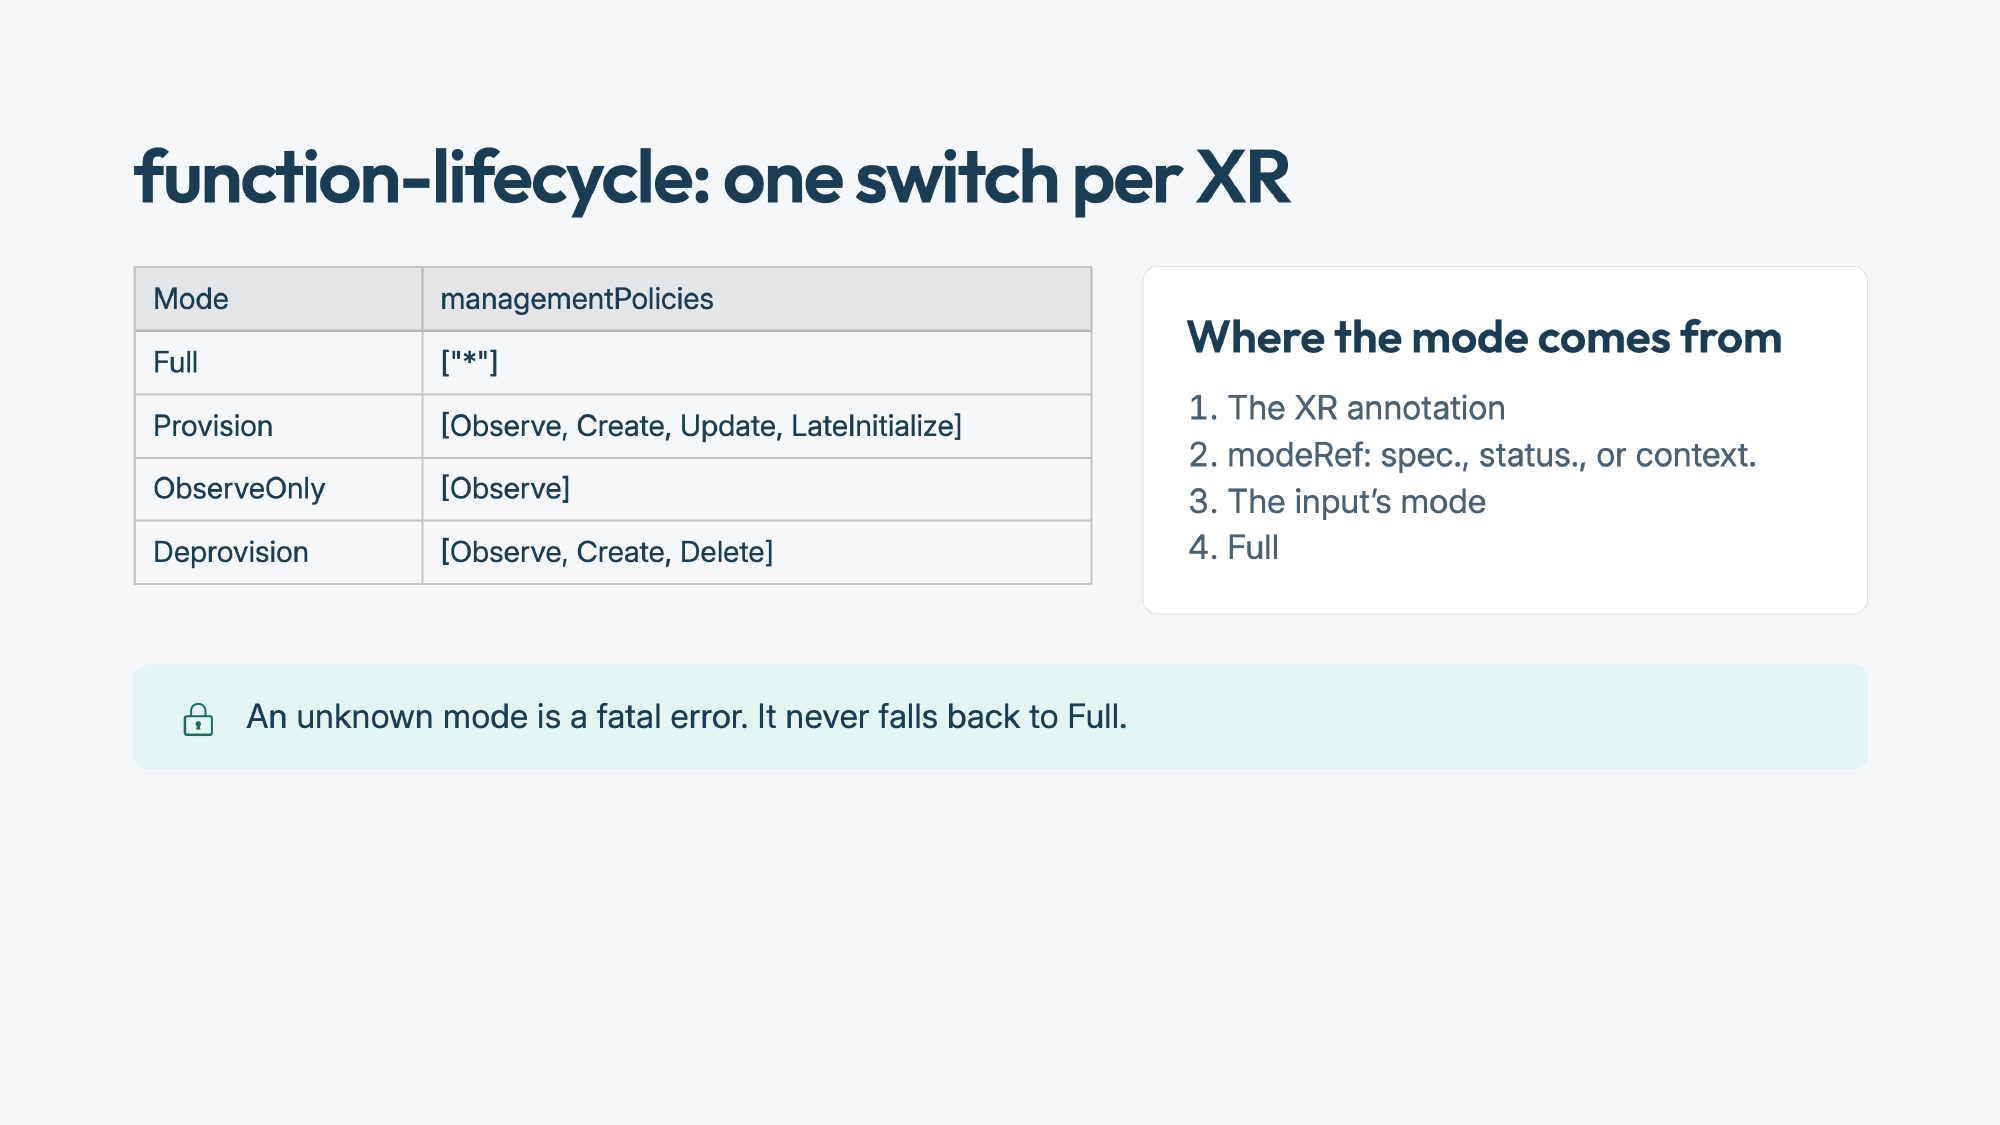 function-lifecycle: one switch per XR
Mode managementPolicies
Full ["*"]
Provision [Observe, Create, Update, LateInitialize]
ObserveOnly [Observe]
Deprovision [Observe, Create, Delete]
Where the mode comes from
1. The XR annotation
2. modeRef: spec., status., or context.
3. The input’s mode
4. Full
An unknown mode is a fatal error. It never falls back to Full.